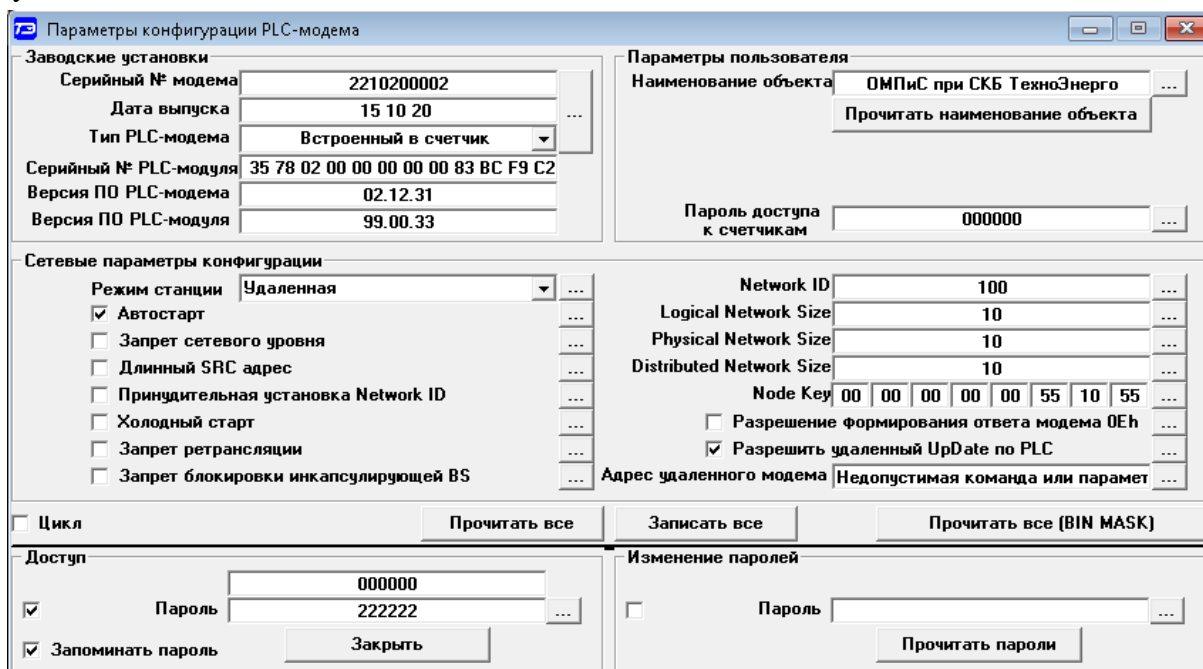 ТЭ Параметры конфигурации PLC-модема
Заводские установки
Серийный № модема 2210200002
Дата выпуска 15 10 20 ...
Тип PLC-модема Встроенный в счетчик
Серийный № PLC-модуля 35 78 02 00 00 00 00 00 83 BC F9 C2
Версия ПО PLC-модема 02.12.31
Версия ПО PLC-модуля 99.00.33
Параметры пользователя
Наименование объекта ОМПиС при СКБ ТехноЭнерго ...
Прочитать наименование объекта
Пароль доступа
к счетчикам 000000 ...
Сетевые параметры конфигурации
Режим станции Удаленная ...
Автостарт ...
Запрет сетевого уровня ...
Длинный SRC адрес ...
Принудительная установка Network ID ...
Холодный старт ...
Запрет ретрансляции ...
Запрет блокировки инкапсулирующей BS ...
Network ID 100 ...
Logical Network Size 10 ...
Physical Network Size 10 ...
Distributed Network Size 10 ...
Node Key 00 00 00 00 00 55 10 55 ...
Разрешение формирования ответа модема 0Eh ...
Разрешить удаленный UpDate по PLC ...
Адрес удаленного модема Недопустимая команда или парамет ...
Цикл Прочитать все Записать все Прочитать все (BIN MASK)
Доступ
000000
Пароль 222222 ...
Запоминать пароль Закрыть
Изменение паролей
Пароль ...
Прочитать пароли